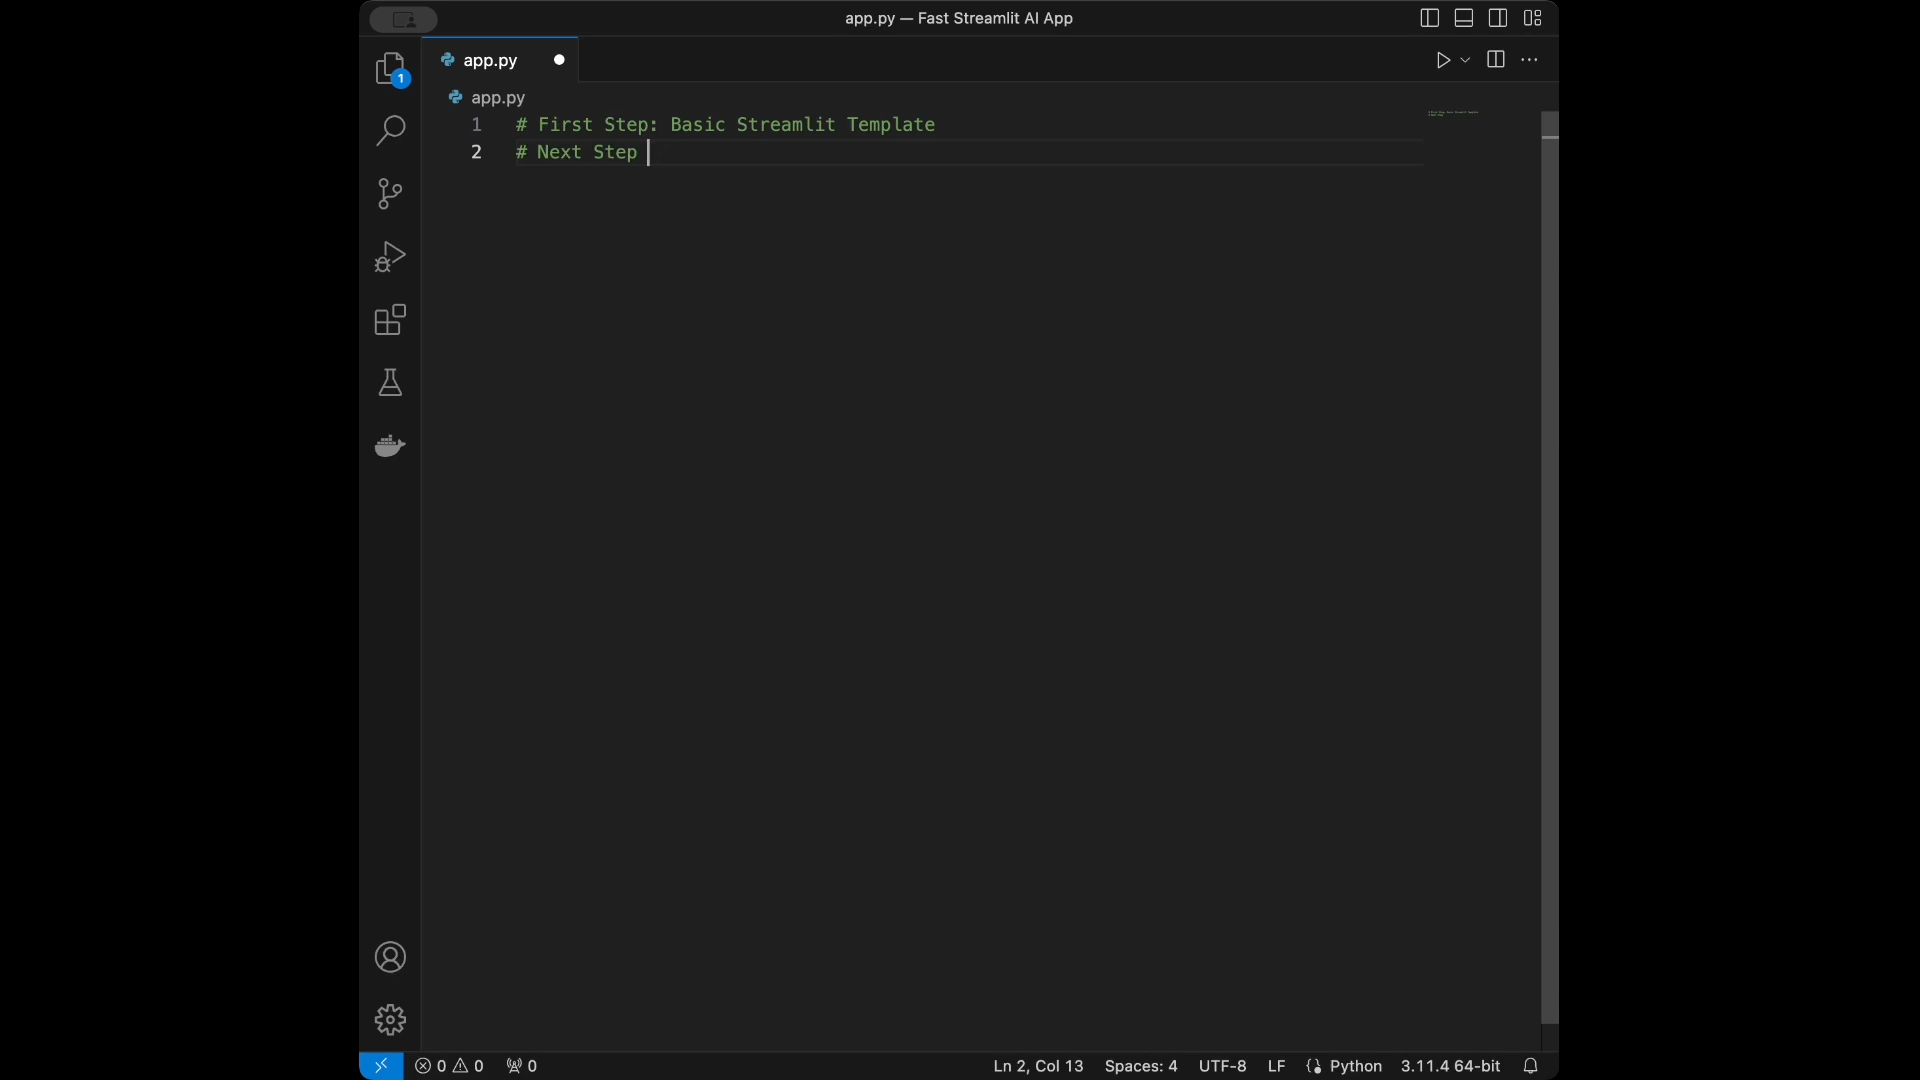 app.py — Fast Streamlit AI App
1
app.py
app.py
1 # First Step: Basic Streamlit Template
2 # Next Step
0 0 0
Ln 2, Col 13 Spaces: 4 UTF-8 LF Python 3.11.4 64-bit